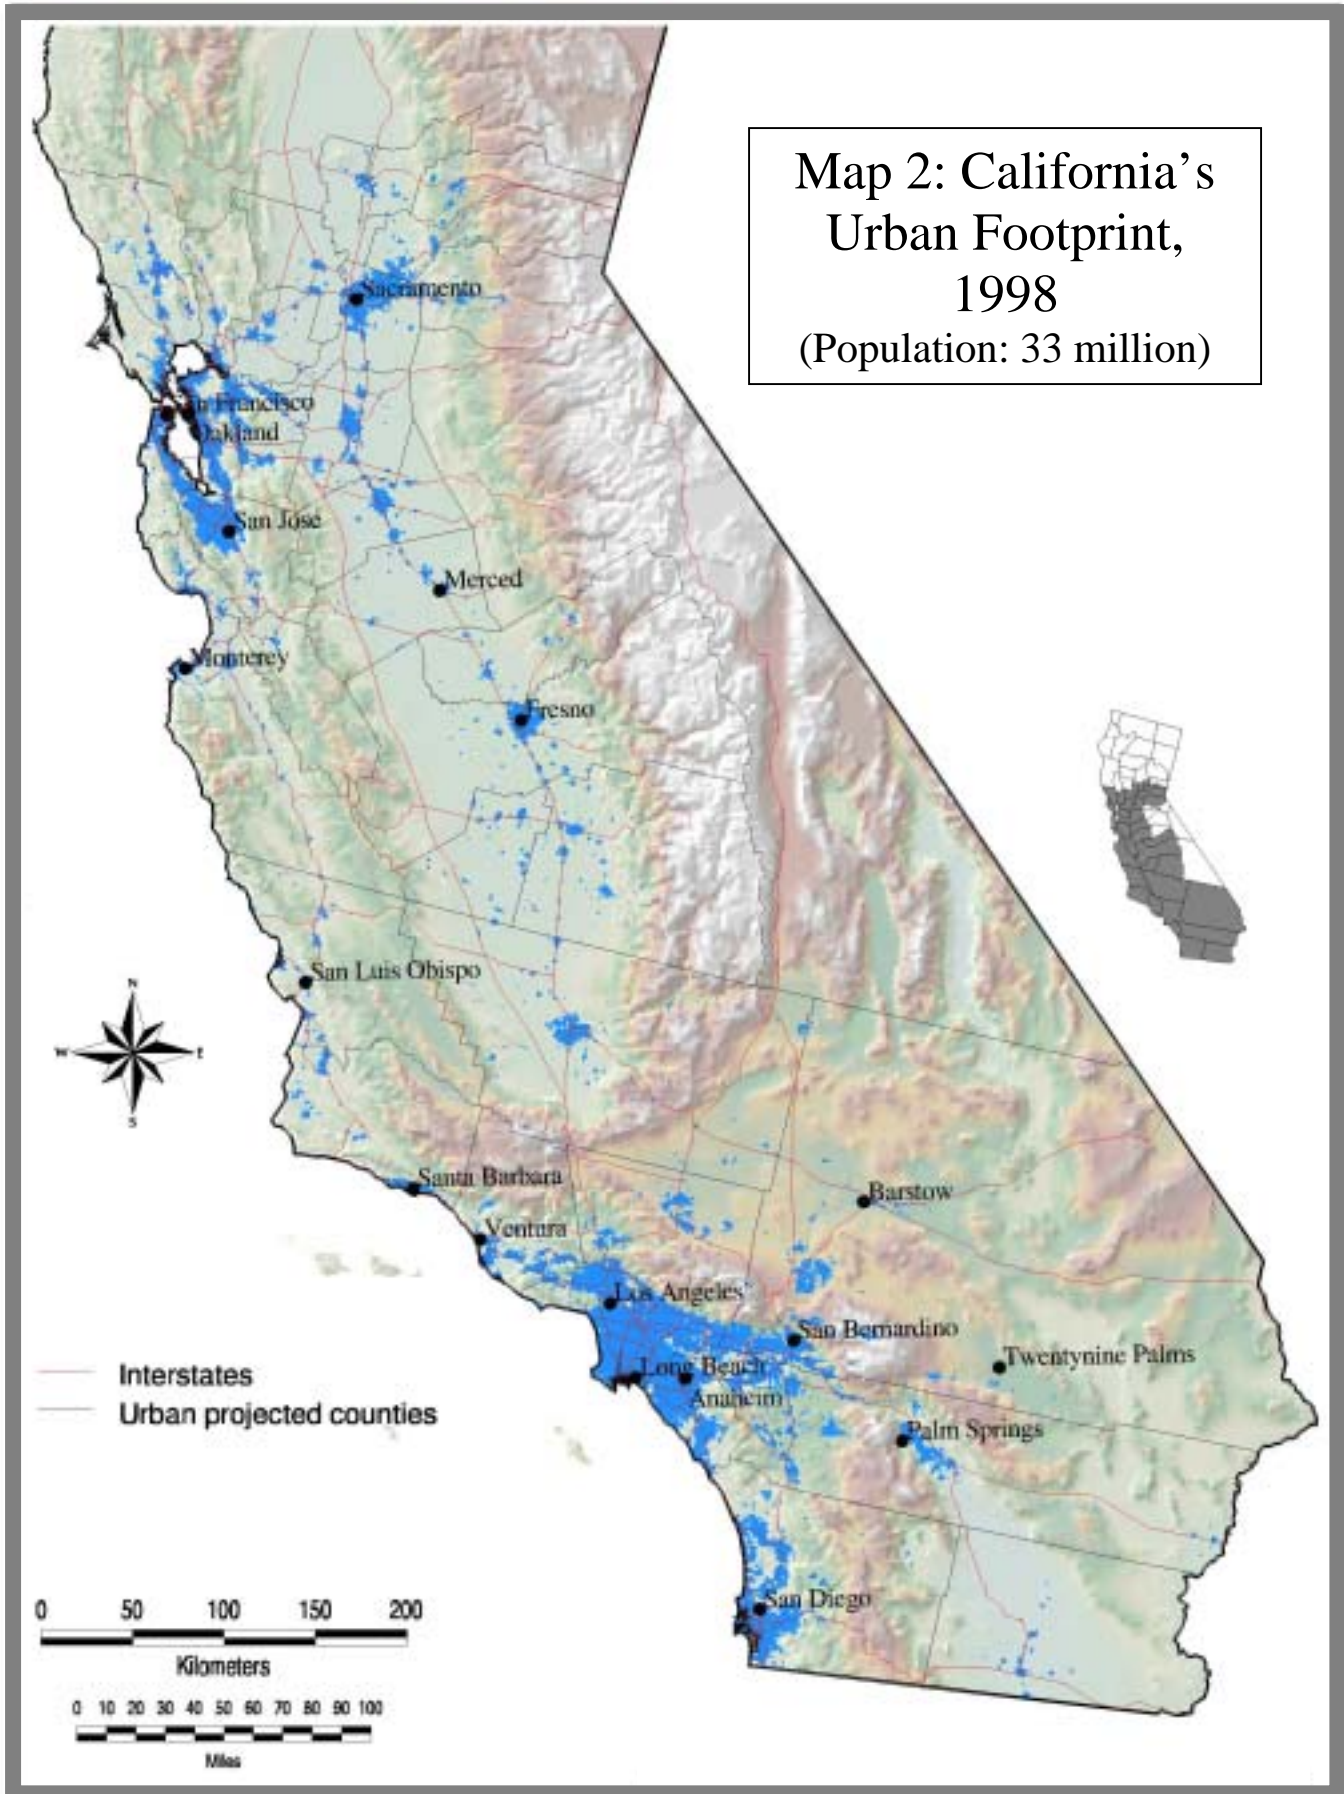 Map 2: California's
Urban Footprint,
1998
(Population: 33 million)
Sacramento
San Francisco
Oakland
San Jose
Merced
Monterey
Fresno
San Luis Obispo
N
W
E
S
Santa Barbara
Barstow
Ventura
Los Angeles
San Bernardino
Twentynine Palms
Long Beach
Anaheim
Palm Springs
San Diego
Interstates
Urban projected counties
0 50 100 150 200
Kilometers
0 10 20 30 40 50 60 70 80 90 100
Miles